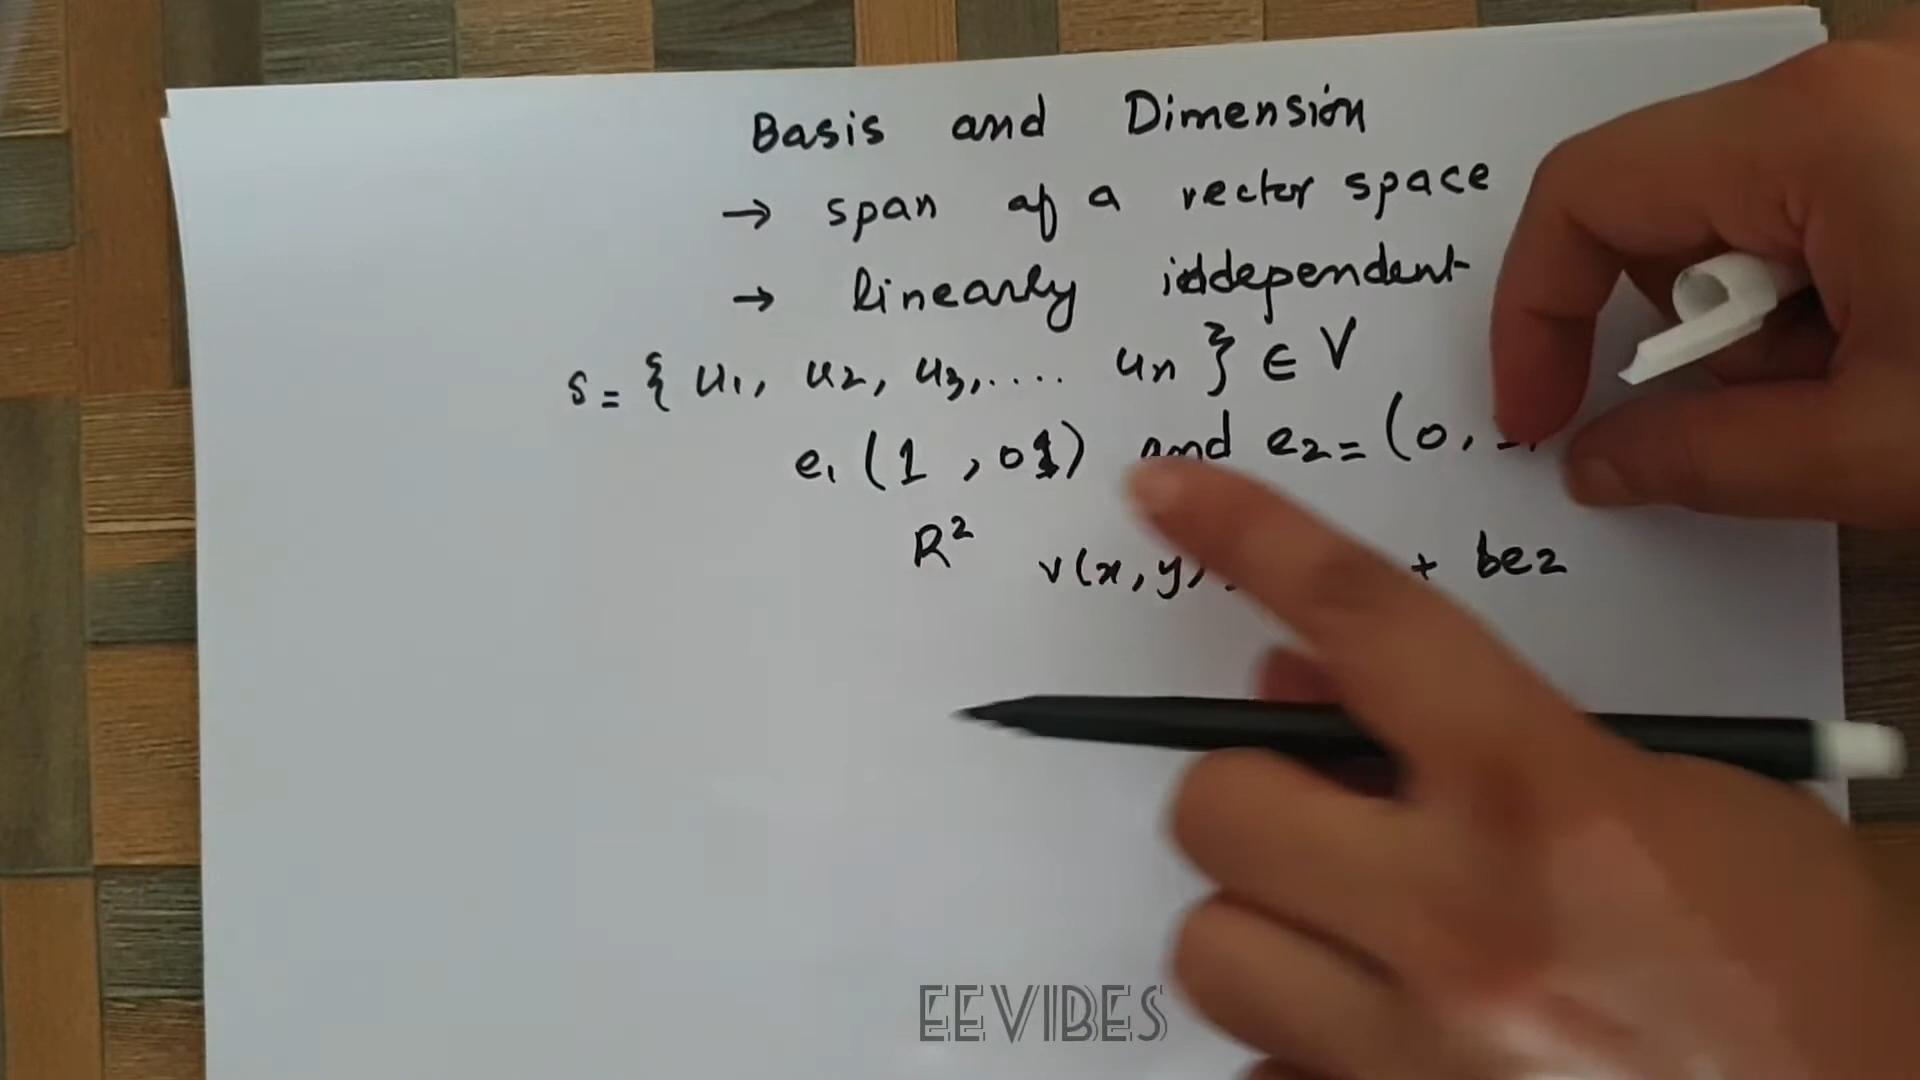 Basis and Dimension
→ span of a vector space
→ linearly iddependent
S = { u1, u2, u3, .... un } ∈ V
e1 (1 , 01) and e2 = (0,
R² v(x, y) + be2
EEVIBES